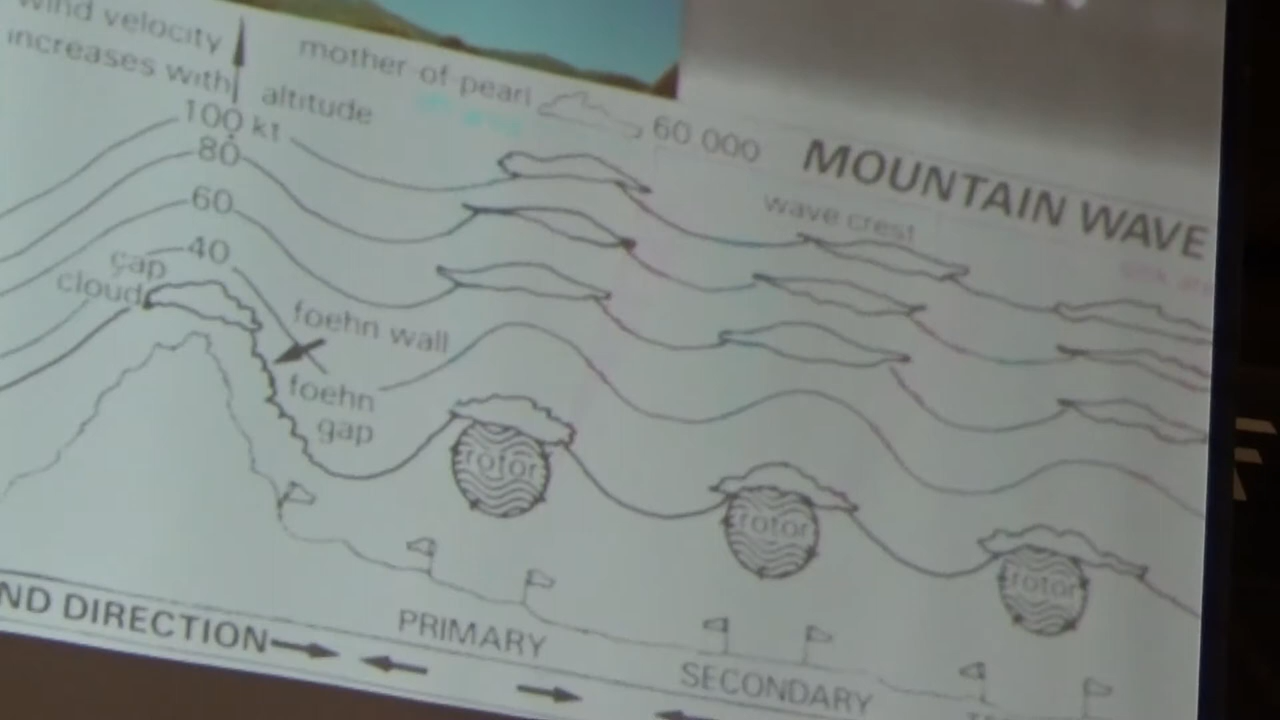 wind velocity
increases with altitude
mother-of-pearl
60 000
MOUNTAIN WAVE
100 kt
80
60
40
wave crest
cap
cloud
foehn wall
foehn
gap
rotor
rotor
rotor
ND DIRECTION
PRIMARY
SECONDARY